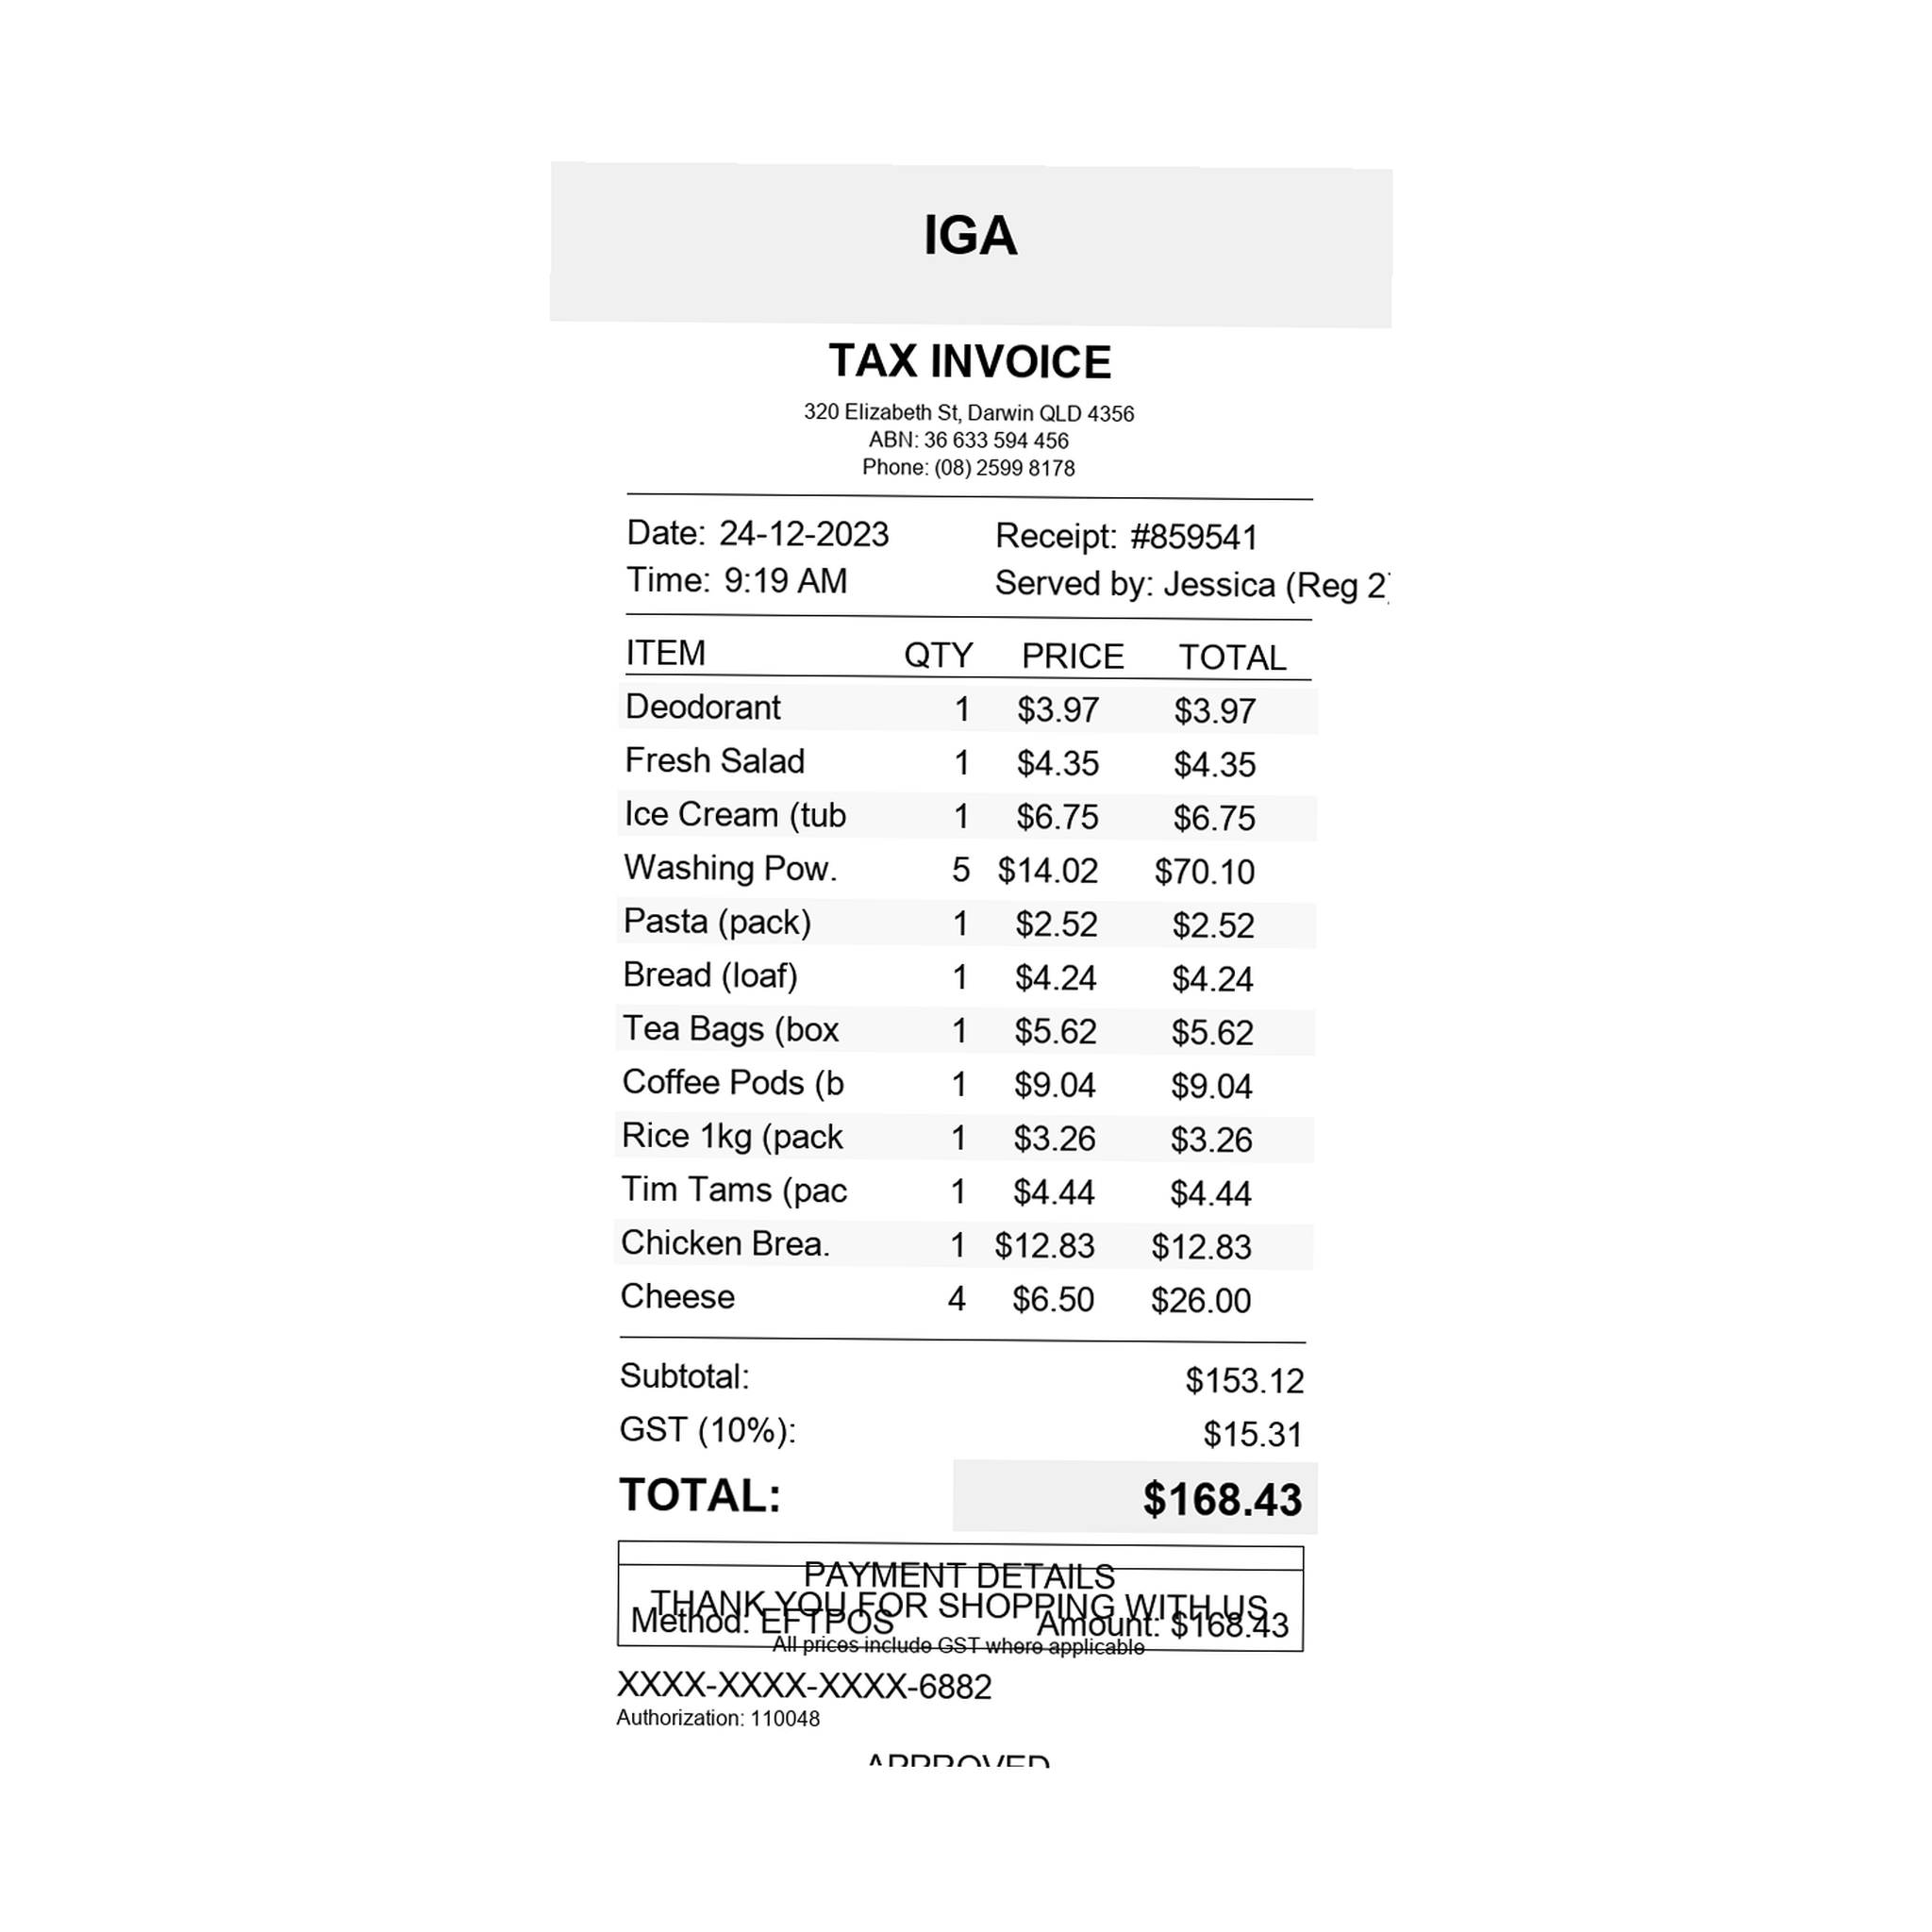 IGA
TAX INVOICE
320 Elizabeth St, Darwin QLD 4356
ABN: 36 633 594 456
Phone: (08) 2599 8178
Date: 24-12-2023 Receipt: #859541
Time: 9:19 AM Served by: Jessica (Reg 2)
ITEM QTY PRICE TOTAL
Deodorant 1 $3.97 $3.97
Fresh Salad 1 $4.35 $4.35
Ice Cream (tub 1 $6.75 $6.75
Washing Pow. 5 $14.02 $70.10
Pasta (pack) 1 $2.52 $2.52
Bread (loaf) 1 $4.24 $4.24
Tea Bags (box 1 $5.62 $5.62
Coffee Pods (b 1 $9.04 $9.04
Rice 1kg (pack 1 $3.26 $3.26
Tim Tams (pac 1 $4.44 $4.44
Chicken Brea. 1 $12.83 $12.83
Cheese 4 $6.50 $26.00
Subtotal: $153.12
GST (10%): $15.31
TOTAL: $168.43
PAYMENT DETAILS
THANK YOU FOR SHOPPING WITH US
Method: EFTPOS Amount: $168.43
All prices include GST where applicable
XXXX-XXXX-XXXX-6882
Authorization: 110048
APPROVED